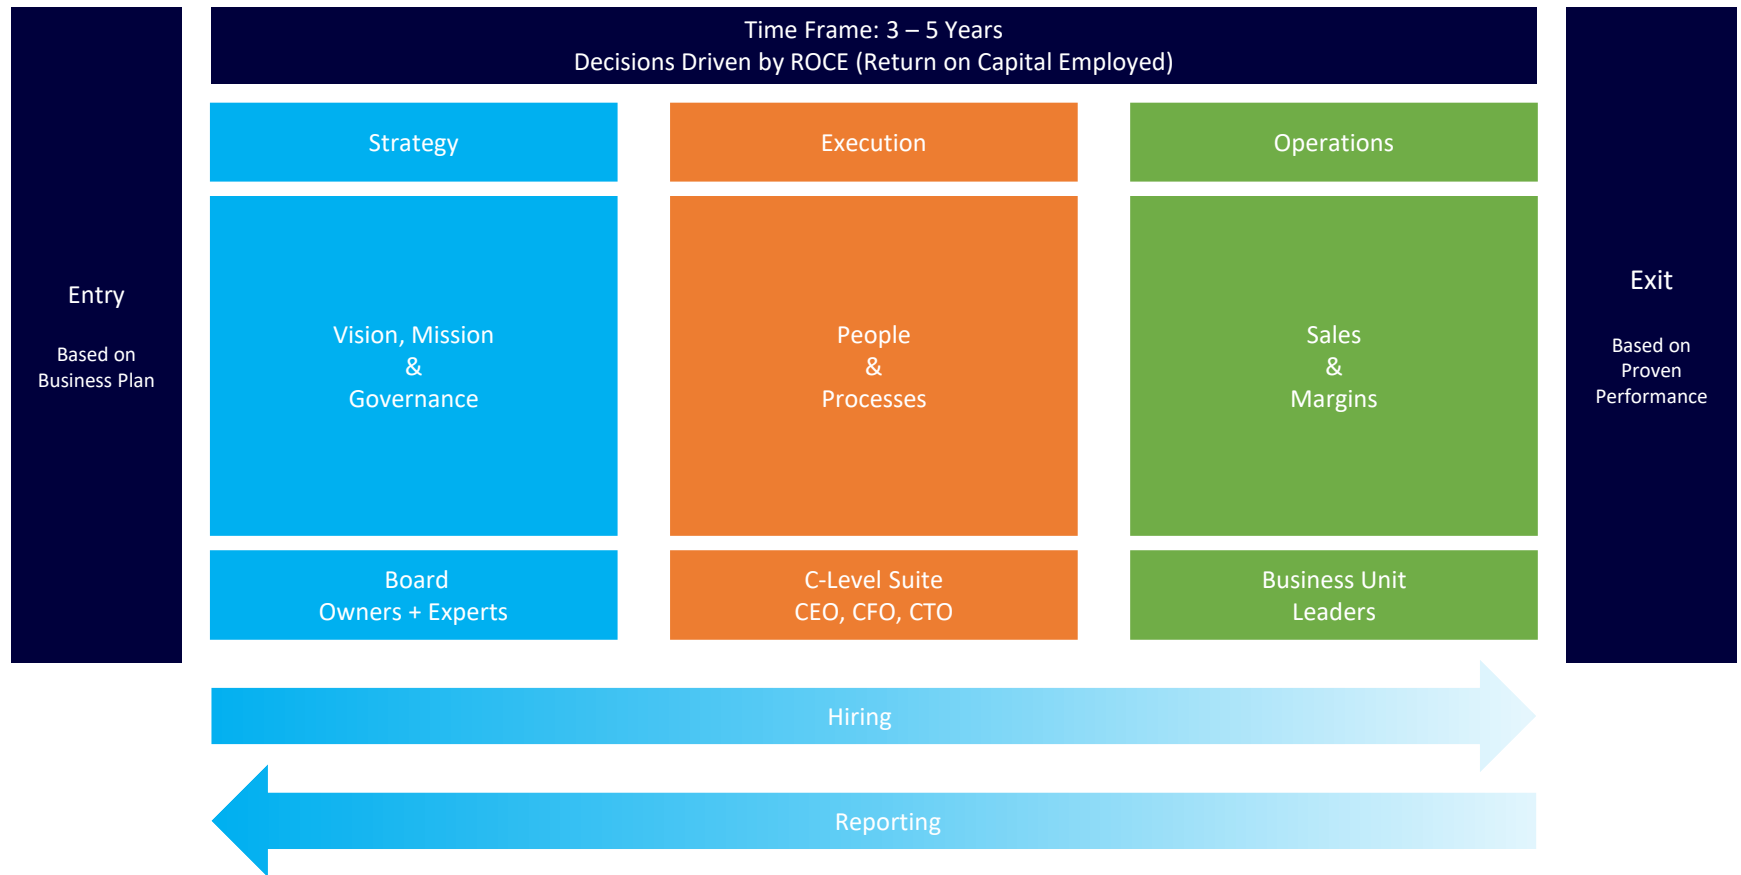 Time Frame: 3 – 5 Years
Decisions Driven by ROCE (Return on Capital Employed)
Entry
Based on
Business Plan
Strategy
Vision, Mission
&
Governance
Board
Owners + Experts
Execution
People
&
Processes
C-Level Suite
CEO, CFO, CTO
Operations
Sales
&
Margins
Business Unit
Leaders
Exit
Based on
Proven
Performance
Hiring
Reporting